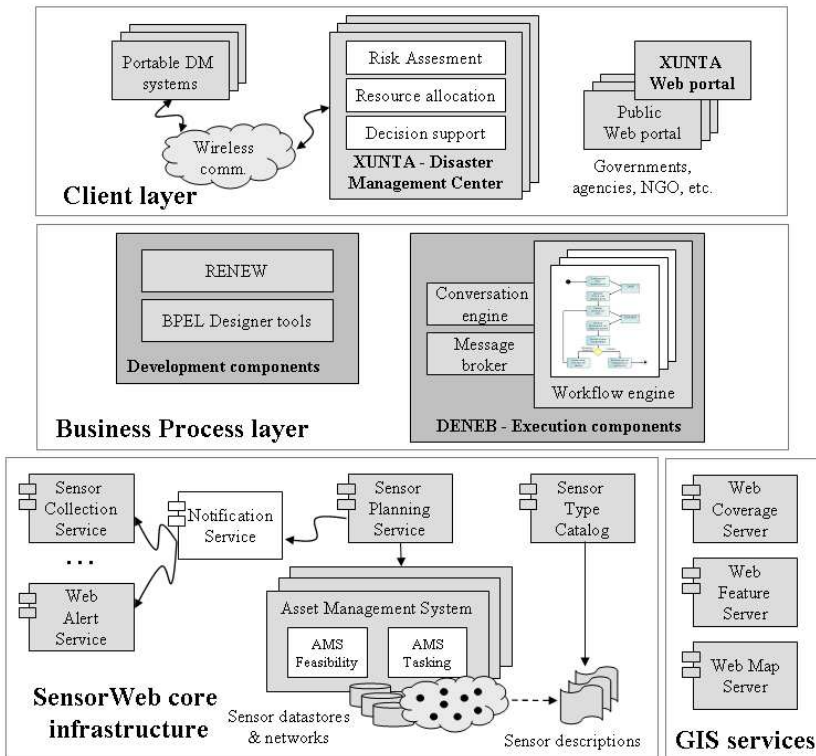 Portable DM
systems
Wireless
comm.
Risk Assesment
Resource allocation
Decision support
XUNTA - Disaster
Management Center
XUNTA
Web portal
Public
Web portal
Governments,
agencies, NGO, etc.
Client layer
RENEW
BPEL Designer tools
Development components
Conversation
engine
Message
broker
Workflow engine
DENEB - Execution components
Business Process layer
Sensor
Collection
Service
...
Web
Alert
Service
Notification
Service
Sensor
Planning
Service
Sensor
Type
Catalog
Asset Management System
AMS
Feasibility
AMS
Tasking
Sensor datastores
& networks
Sensor descriptions
SensorWeb core
infrastructure
Web
Coverage
Server
Web
Feature
Server
Web Map
Server
GIS services